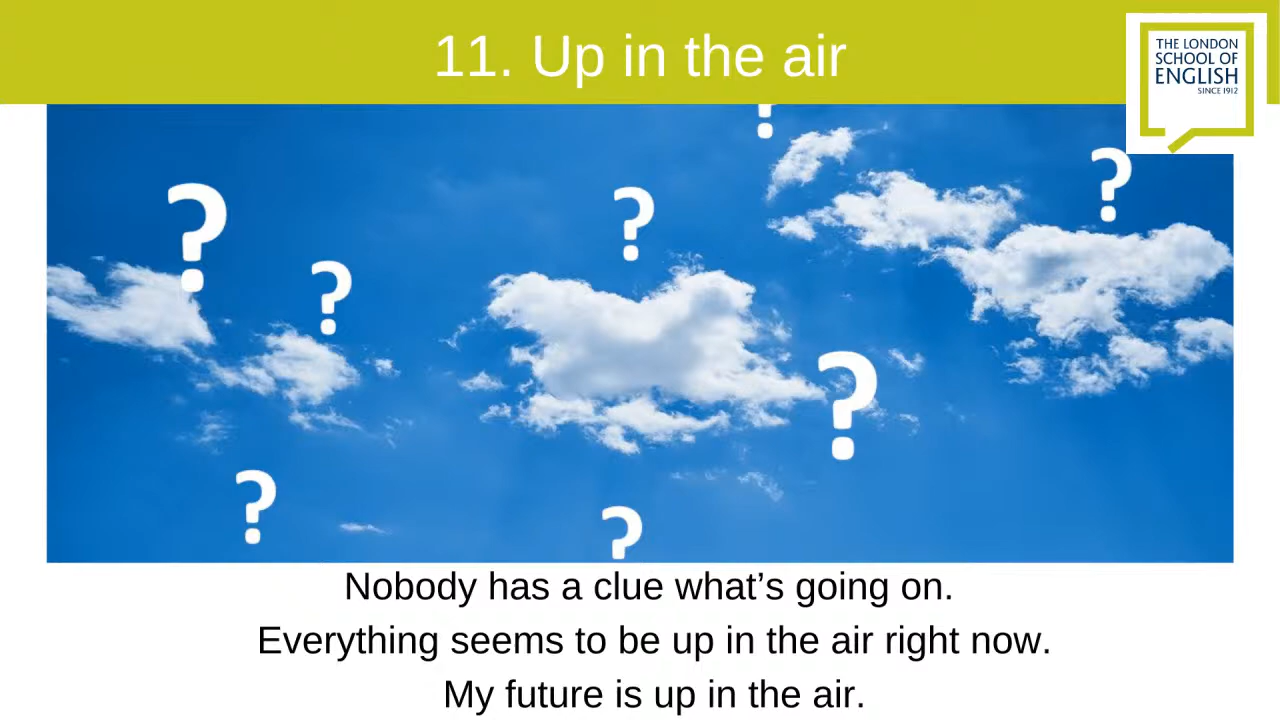 11. Up in the air
THE LONDON
SCHOOL OF
ENGLISH
SINCE 1912
?
?
?
?
?
?
?
?
Nobody has a clue what’s going on.
Everything seems to be up in the air right now.
My future is up in the air.